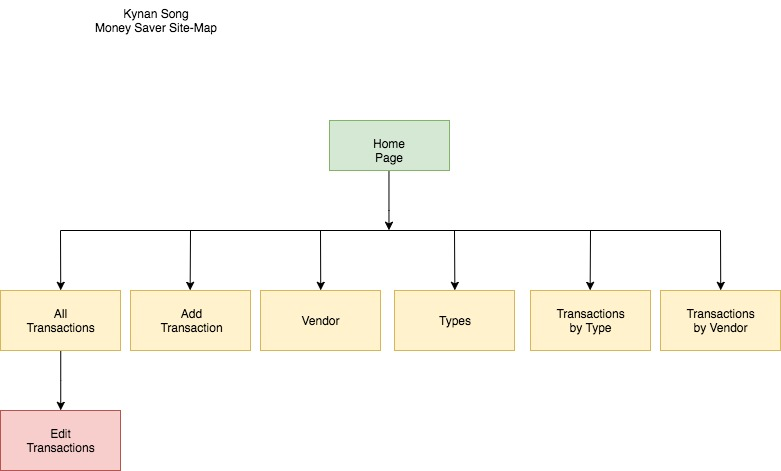 Kynan Song
Money Saver Site-Map
Home
Page
All
Transactions
Add
Transaction
Vendor
Types
Transactions
by Type
Transactions
by Vendor
Edit
Transactions